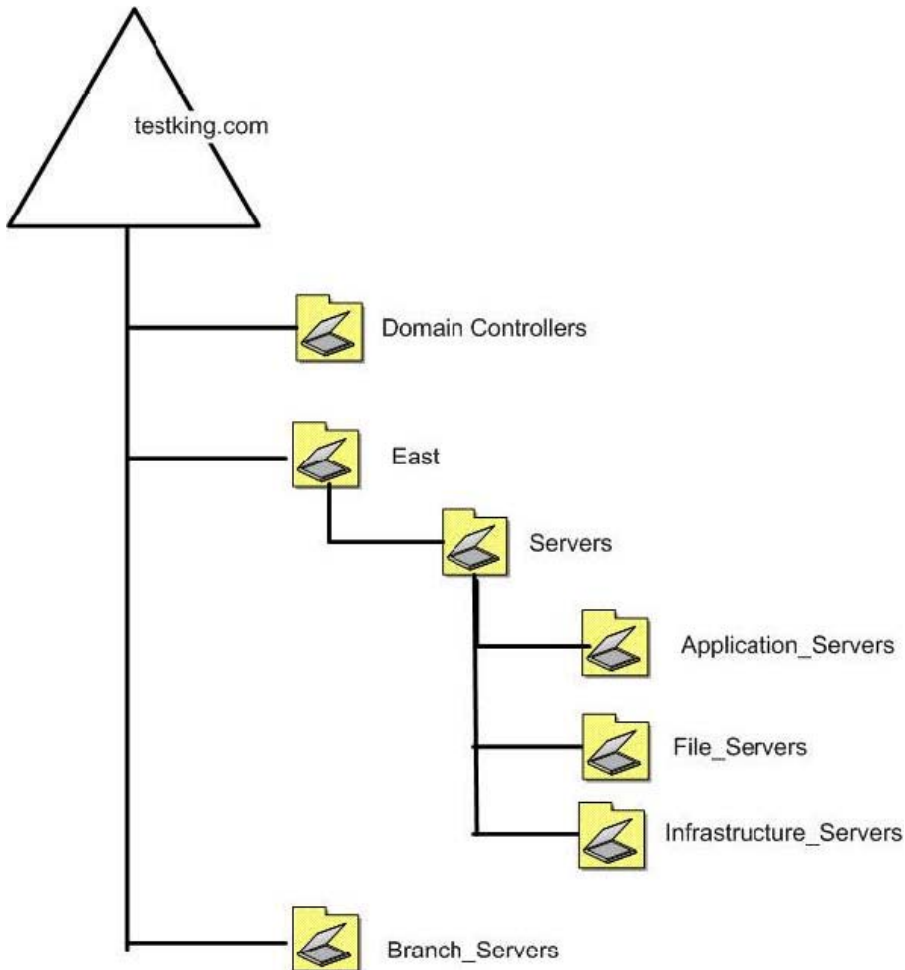 testking.com
Domain Controllers
East
Servers
Application_Servers
File_Servers
Infrastructure_Servers
Branch_Servers